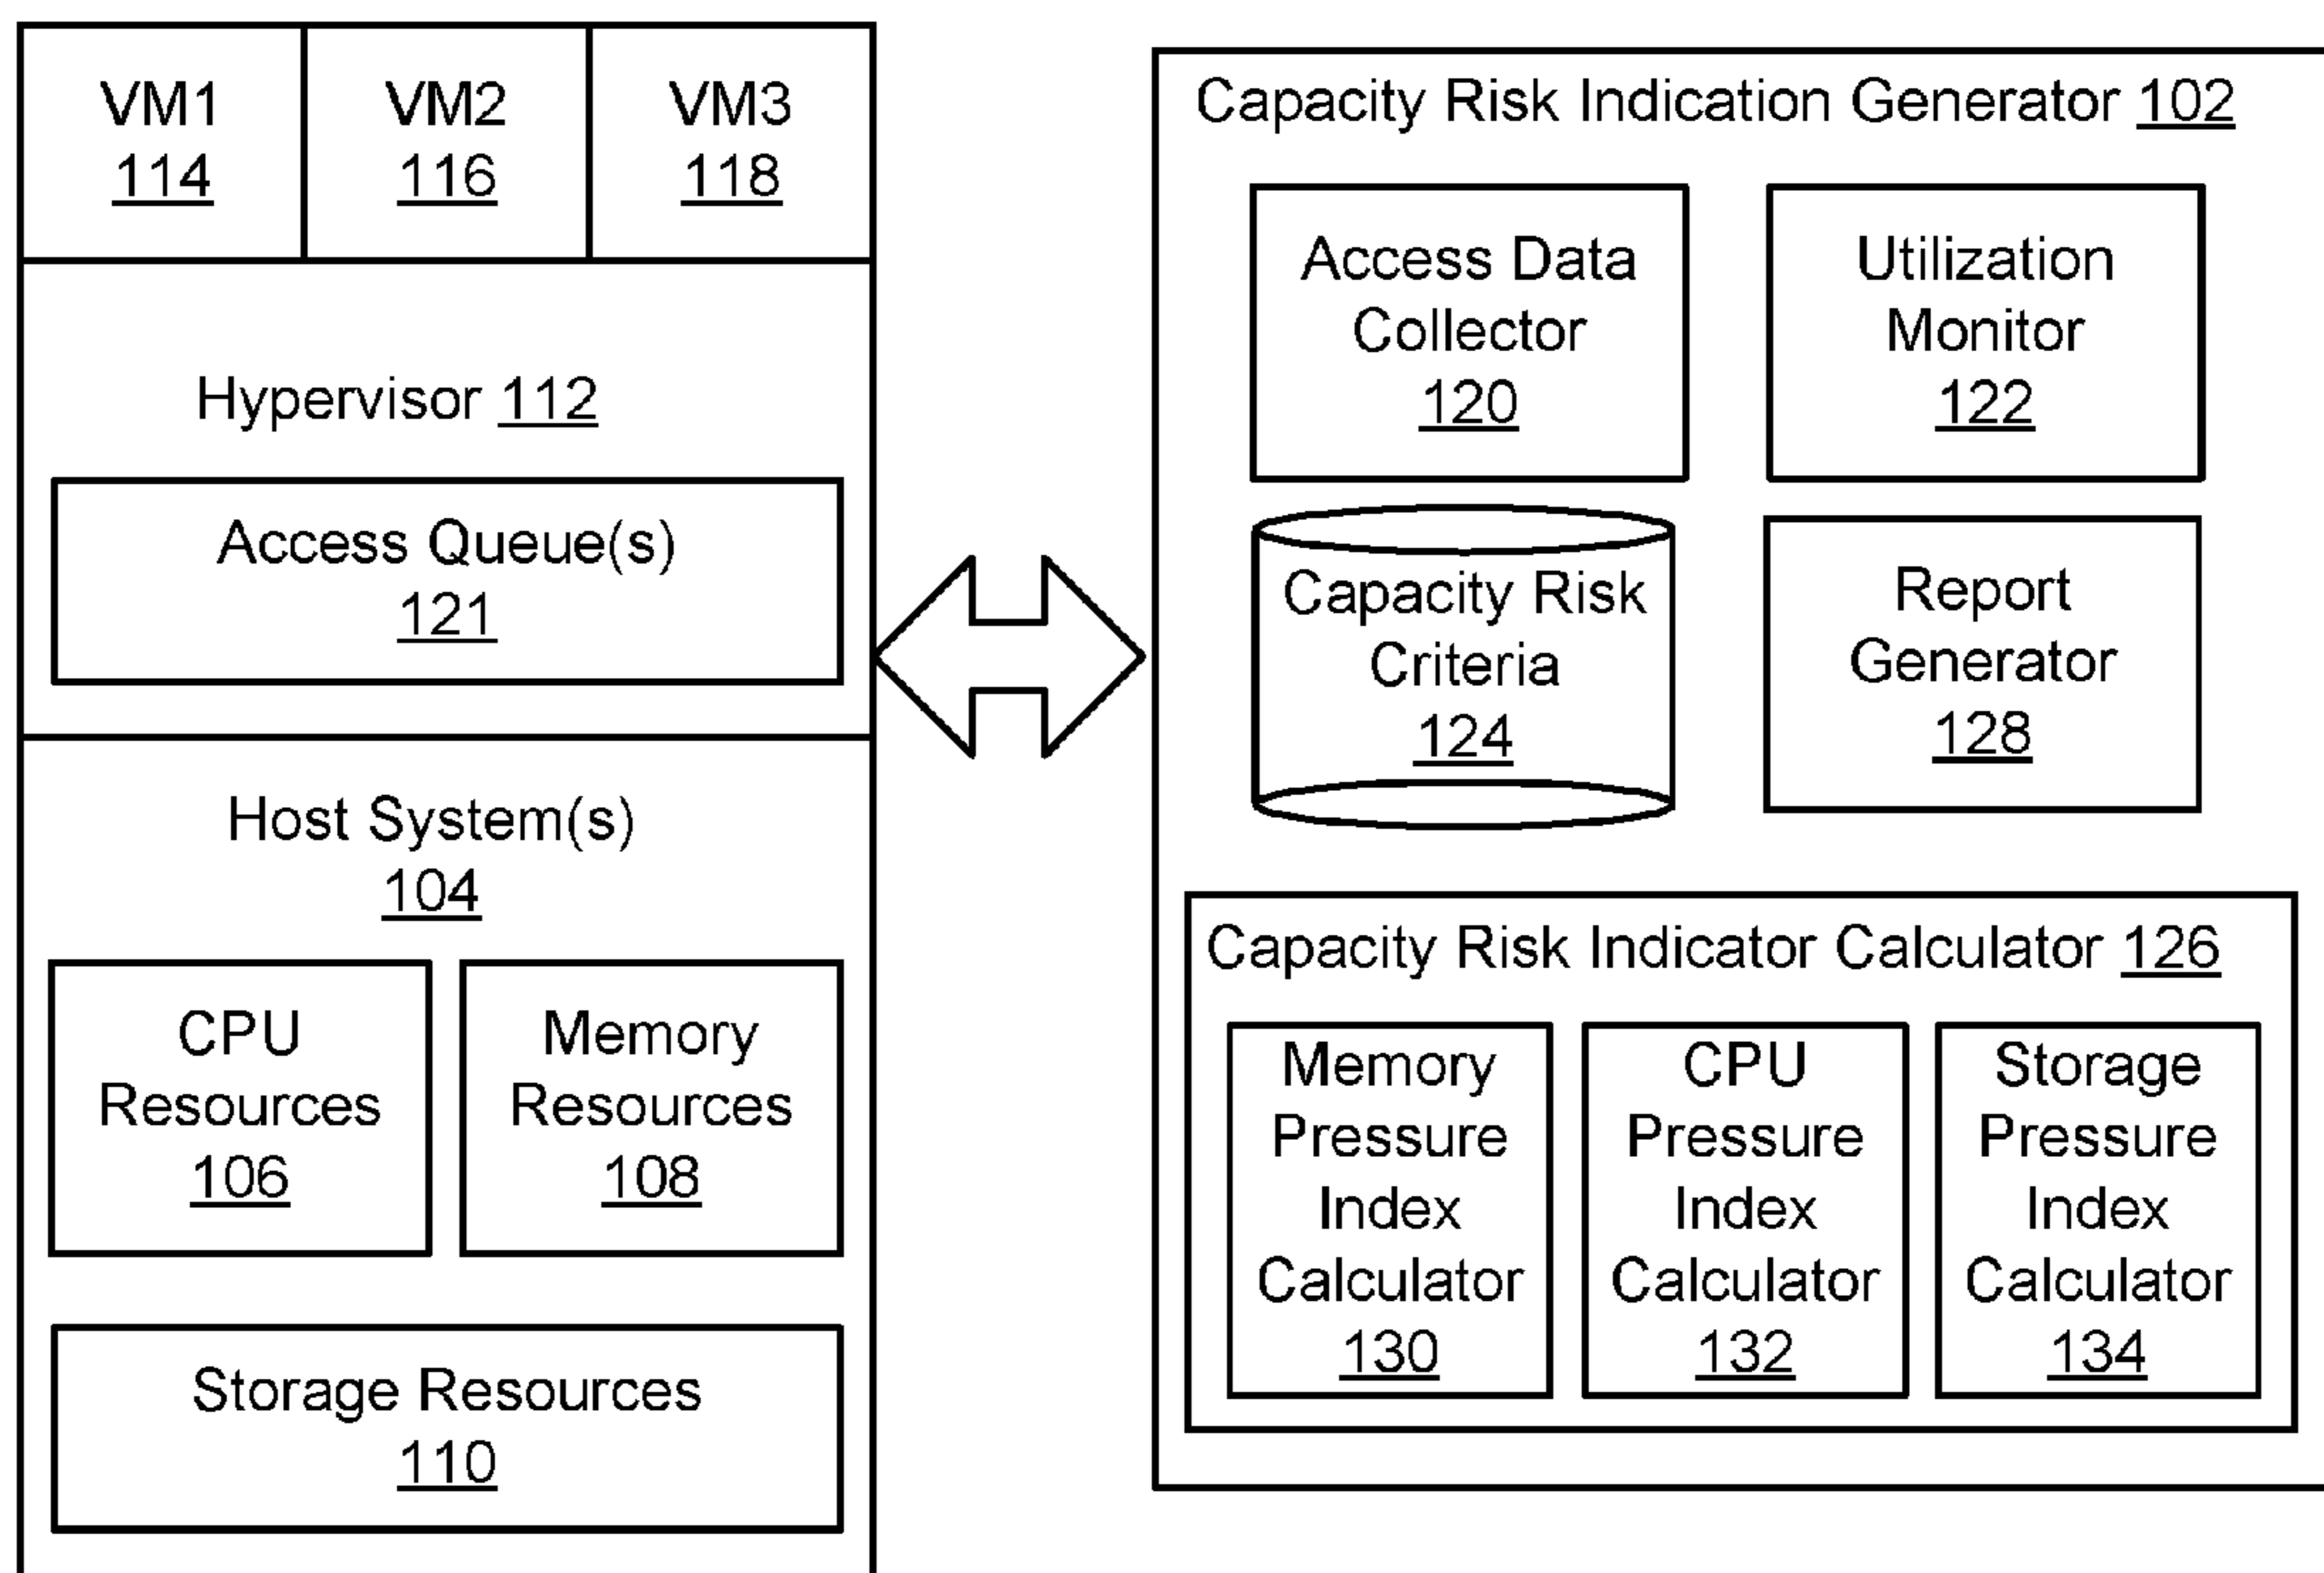 VM1
114
VM2
116
VM3
118
Hypervisor 112
Access Queue(s)
121
Host System(s)
104
CPU
Resources
106
Memory
Resources
108
Storage Resources
110
Capacity Risk Indication Generator 102
Access Data
Collector
120
Utilization
Monitor
122
Capacity Risk
Criteria
124
Report
Generator
128
Capacity Risk Indicator Calculator 126
Memory
Pressure
Index
Calculator
130
CPU
Pressure
Index
Calculator
132
Storage
Pressure
Index
Calculator
134